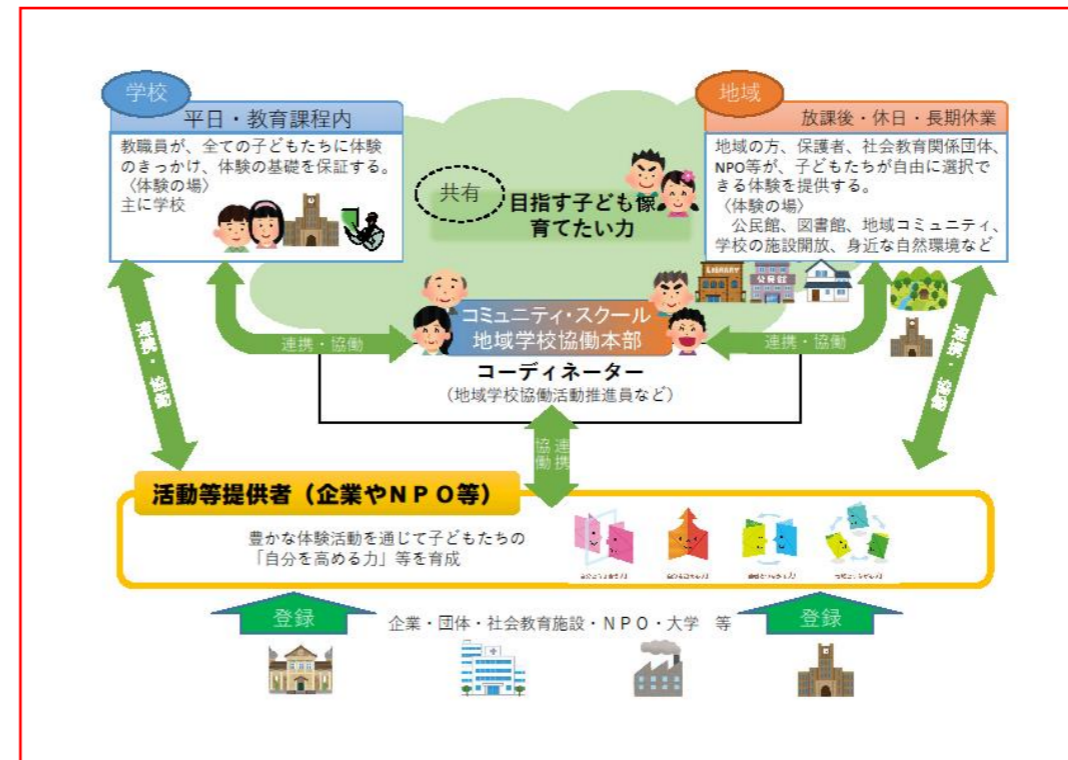 学校
平日・教育課程内
教職員が、全ての子どもたちに体験
のきっかけ、体験の基礎を保証する。
〈体験の場〉
主に学校
共有
目指す子ども像
育てたい力
地域
放課後・休日・長期休業
地域の方、保護者、社会教育関係団体、
NPO等が、子どもたちが自由に選択で
きる体験を提供する。
〈体験の場〉
公民館、図書館、地域コミュニティ、
学校の施設開放、身近な自然環境など
LIBRARY
公民館
コミュニティ・スクール
地域学校協働本部
連携・協働
連携・協働
コーディネーター
（地域学校協働活動推進員など）
連携・協働
連携・協働
連携
協働
活動等提供者（企業やＮＰＯ等）
豊かな体験活動を通じて子どもたちの
「自分を高める力」等を育成
登録
企業・団体・社会教育施設・ＮＰＯ・大学　等
登録